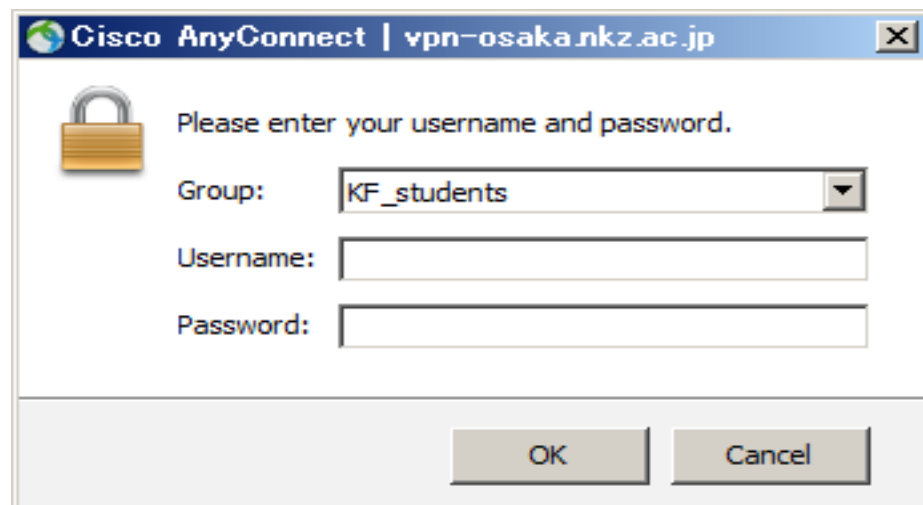 Cisco AnyConnect | vpn-osaka.nkz.ac.jp
Please enter your username and password.
Group: KF_students
Username:
Password:
OK Cancel